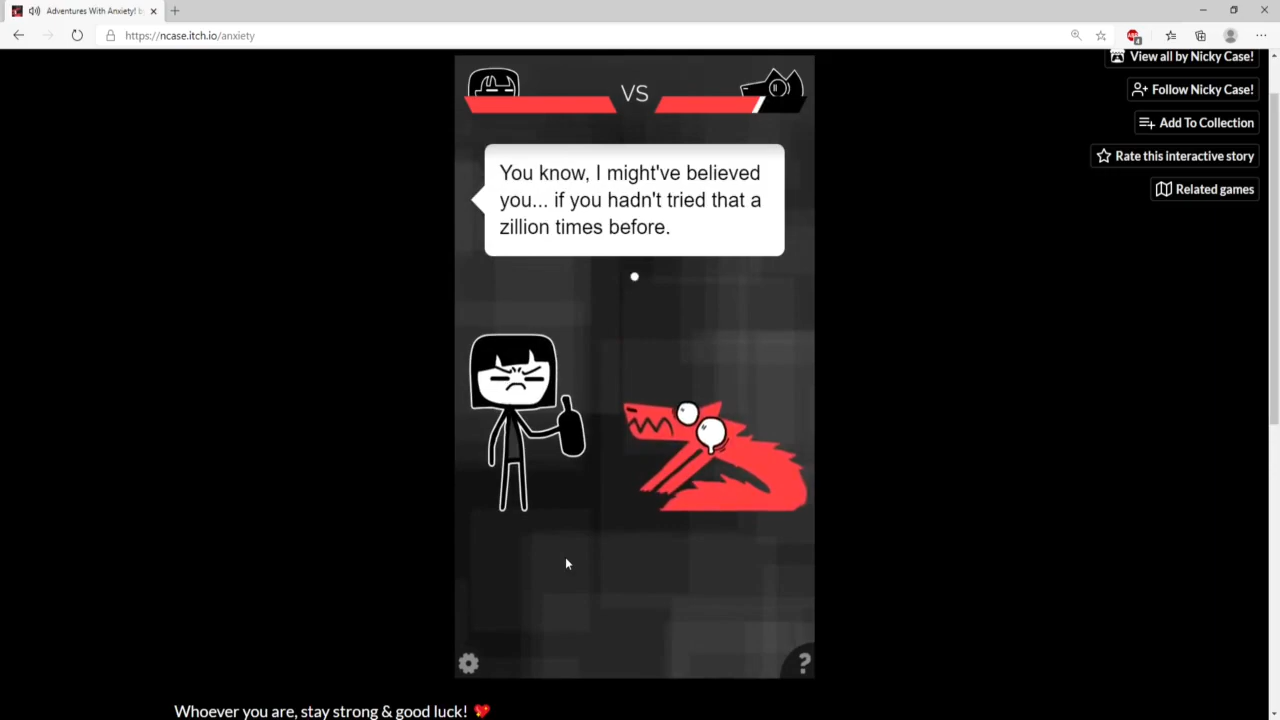 Adventures With Anxiety! by
https://ncase.itch.io/anxiety
View all by Nicky Case!
Follow Nicky Case!
Add To Collection
Rate this interactive story
Related games
VS
You know, I might've believed
you... if you hadn't tried that a
zillion times before.
?
Whoever you are, stay strong & good luck! 💖